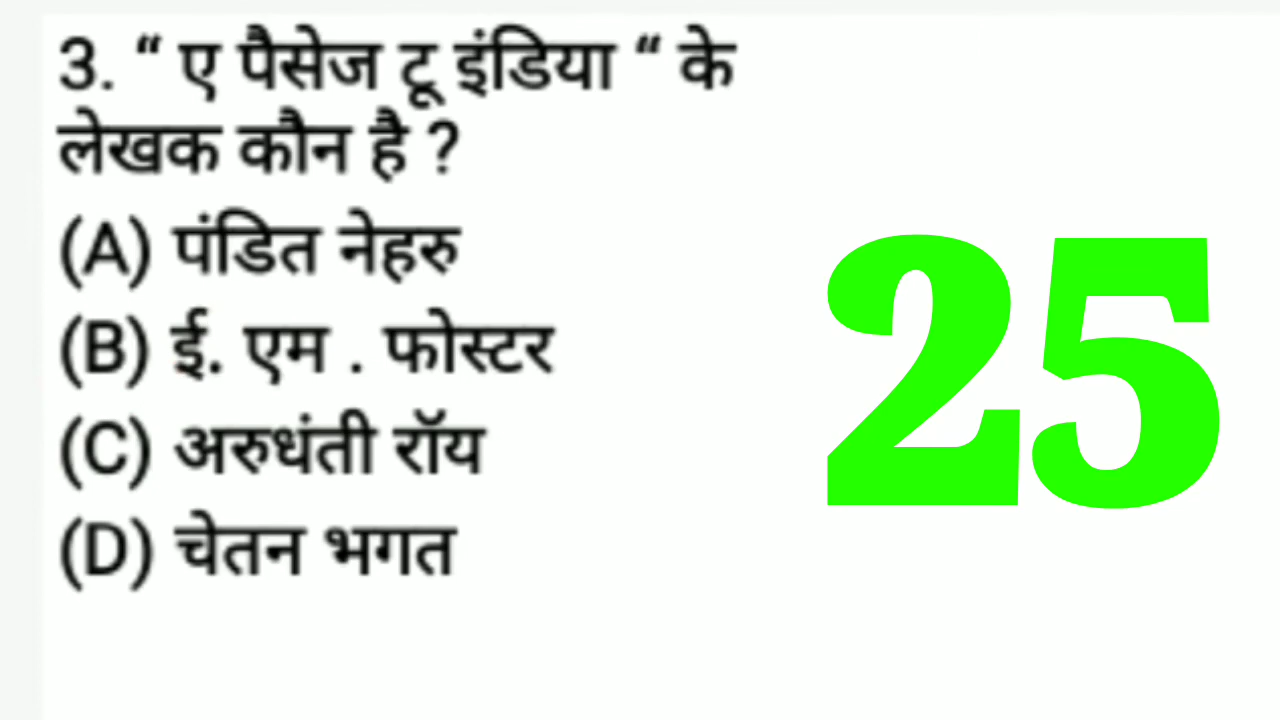 3. “ ए पैसेज टू इंडिया “ के
लेखक कौन है ?
(A) पंडित नेहरु
(B) ई. एम . फोस्टर
(C) अरुधंती रॉय
(D) चेतन भगत
25